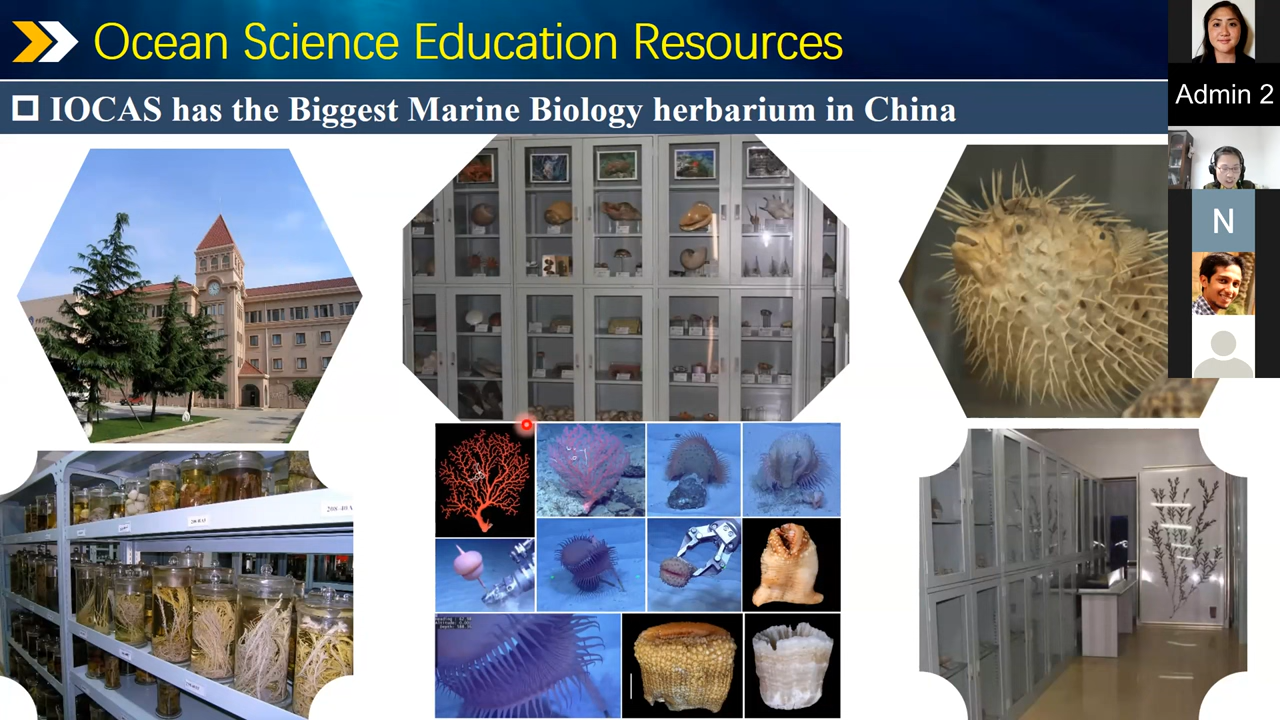 Ocean Science Education Resources
IOCAS has the Biggest Marine Biology herbarium in China
Admin 2
N